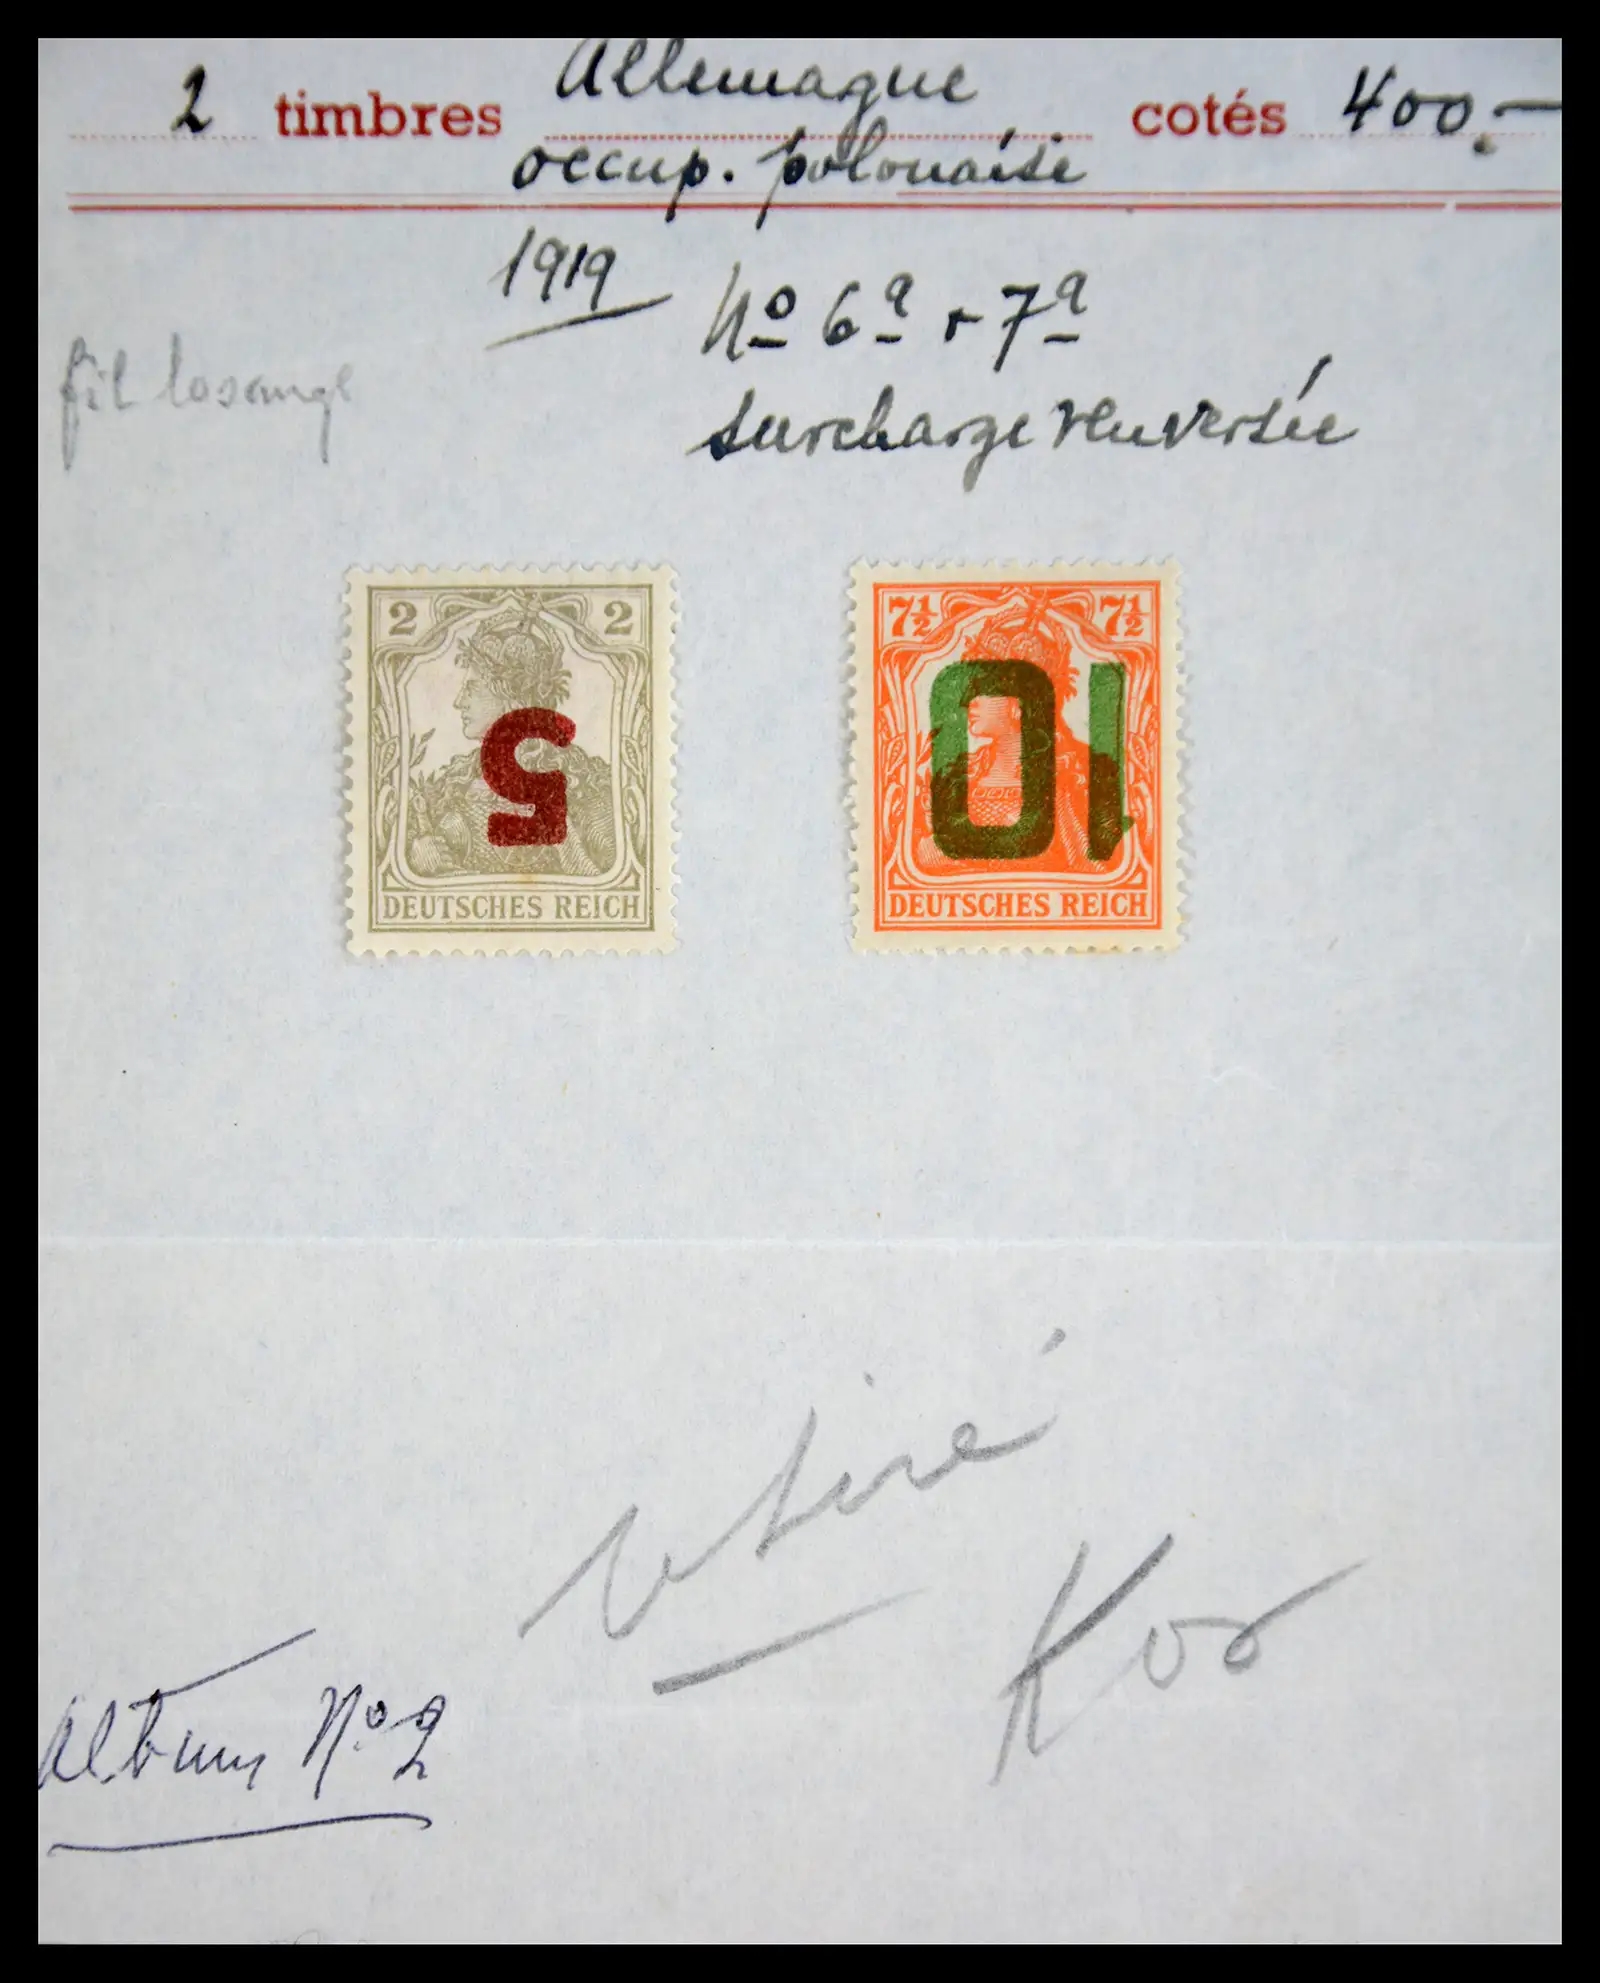 2 timbres Allemagne cotés 400.-
occup. polonaise
1919 No 6a + 7a
fil losange
surcharge renversée
2 2
5
DEUTSCHES REICH
7½ 7½
10
DEUTSCHES REICH
retiré
Album No. 2